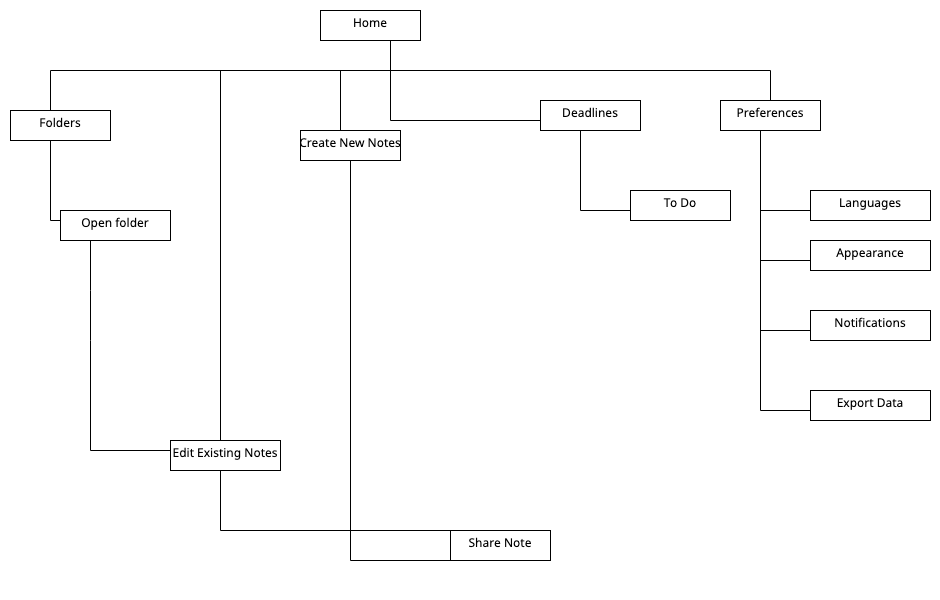 Home
Folders
Create New Notes
Deadlines
Preferences
Open folder
To Do
Languages
Appearance
Notifications
Export Data
Edit Existing Notes
Share Note